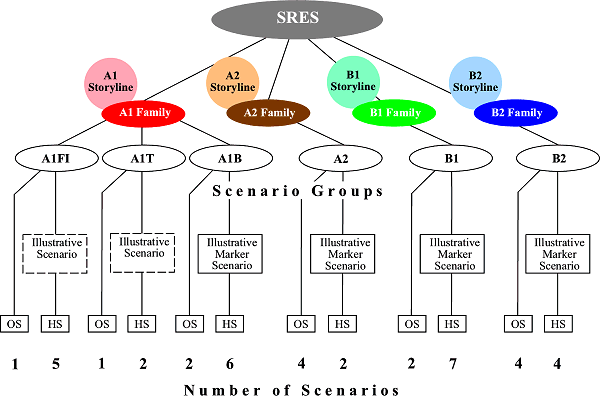 SRES
A1
Storyline
A2
Storyline
B1
Storyline
B2
Storyline
A1 Family
A2 Family
B1 Family
B2 Family
A1FI
A1T
A1B
A2
B1
B2
Scenario Groups
Illustrative
Scenario
Illustrative
Scenario
Illustrative
Marker
Scenario
Illustrative
Marker
Scenario
Illustrative
Marker
Scenario
Illustrative
Marker
Scenario
OS HS OS HS OS HS OS HS OS HS OS HS
1 5 1 2 2 6 4 2 2 7 4 4
Number of Scenarios